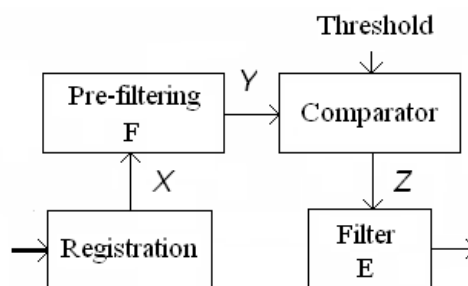 Threshold
Pre-filtering
F
Y
Comparator
X
Z
Registration
Filter
E